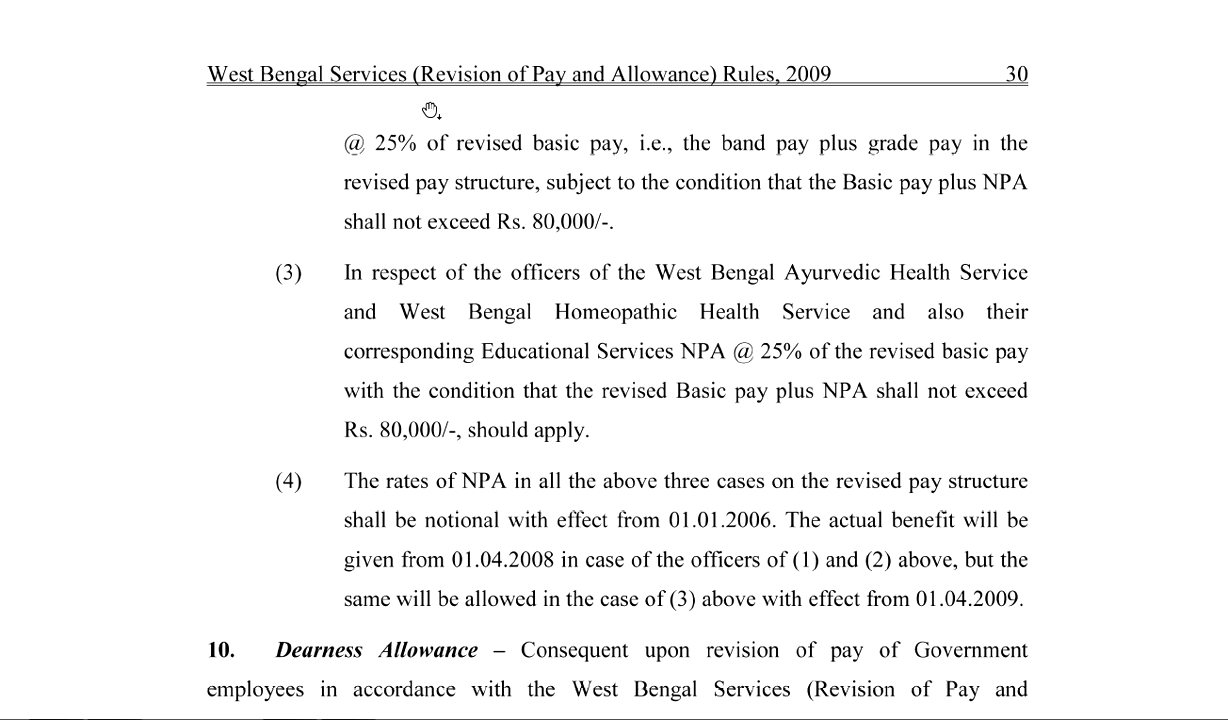 West Bengal Services (Revision of Pay and Allowance) Rules, 2009 30
@ 25% of revised basic pay, i.e., the band pay plus grade pay in the
revised pay structure, subject to the condition that the Basic pay plus NPA
shall not exceed Rs. 80,000/-.
(3) In respect of the officers of the West Bengal Ayurvedic Health Service
and West Bengal Homeopathic Health Service and also their
corresponding Educational Services NPA @ 25% of the revised basic pay
with the condition that the revised Basic pay plus NPA shall not exceed
Rs. 80,000/-, should apply.
(4) The rates of NPA in all the above three cases on the revised pay structure
shall be notional with effect from 01.01.2006. The actual benefit will be
given from 01.04.2008 in case of the officers of (1) and (2) above, but the
same will be allowed in the case of (3) above with effect from 01.04.2009.
10. Dearness Allowance – Consequent upon revision of pay of Government
employees in accordance with the West Bengal Services (Revision of Pay and